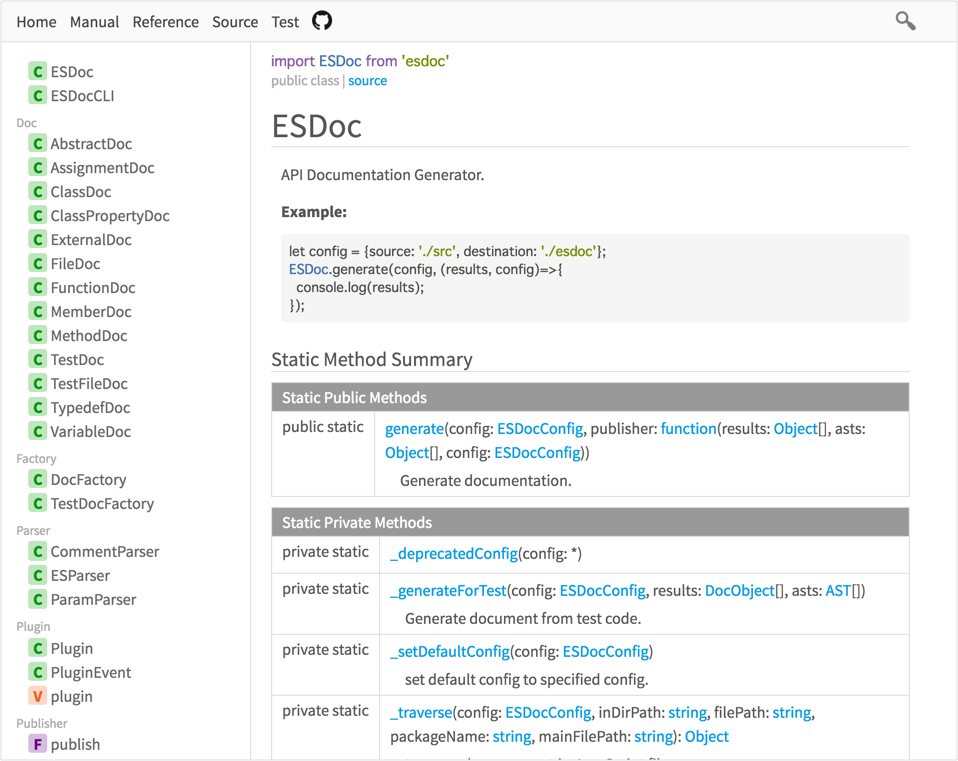 Home Manual Reference Source Test
C ESDoc
C ESDocCLI
Doc
C AbstractDoc
C AssignmentDoc
C ClassDoc
C ClassPropertyDoc
C ExternalDoc
C FileDoc
C FunctionDoc
C MemberDoc
C MethodDoc
C TestDoc
C TestFileDoc
C TypedefDoc
C VariableDoc
Factory
C DocFactory
C TestDocFactory
Parser
C CommentParser
C ESParser
C ParamParser
Plugin
C Plugin
C PluginEvent
V plugin
Publisher
F publish
import ESDoc from 'esdoc'
public class | source
ESDoc
API Documentation Generator.
Example:
let config = {source: './src', destination: './esdoc'};
ESDoc.generate(config, (results, config)=>{
  console.log(results);
});
Static Method Summary
Static Public Methods
public static
generate(config: ESDocConfig, publisher: function(results: Object[], asts:
Object[], config: ESDocConfig))
Generate documentation.
Static Private Methods
private static
_deprecatedConfig(config: *)
private static
_generateForTest(config: ESDocConfig, results: DocObject[], asts: AST[])
Generate document from test code.
private static
_setDefaultConfig(config: ESDocConfig)
set default config to specified config.
private static
_traverse(config: ESDocConfig, inDirPath: string, filePath: string,
packageName: string, mainFilePath: string): Object